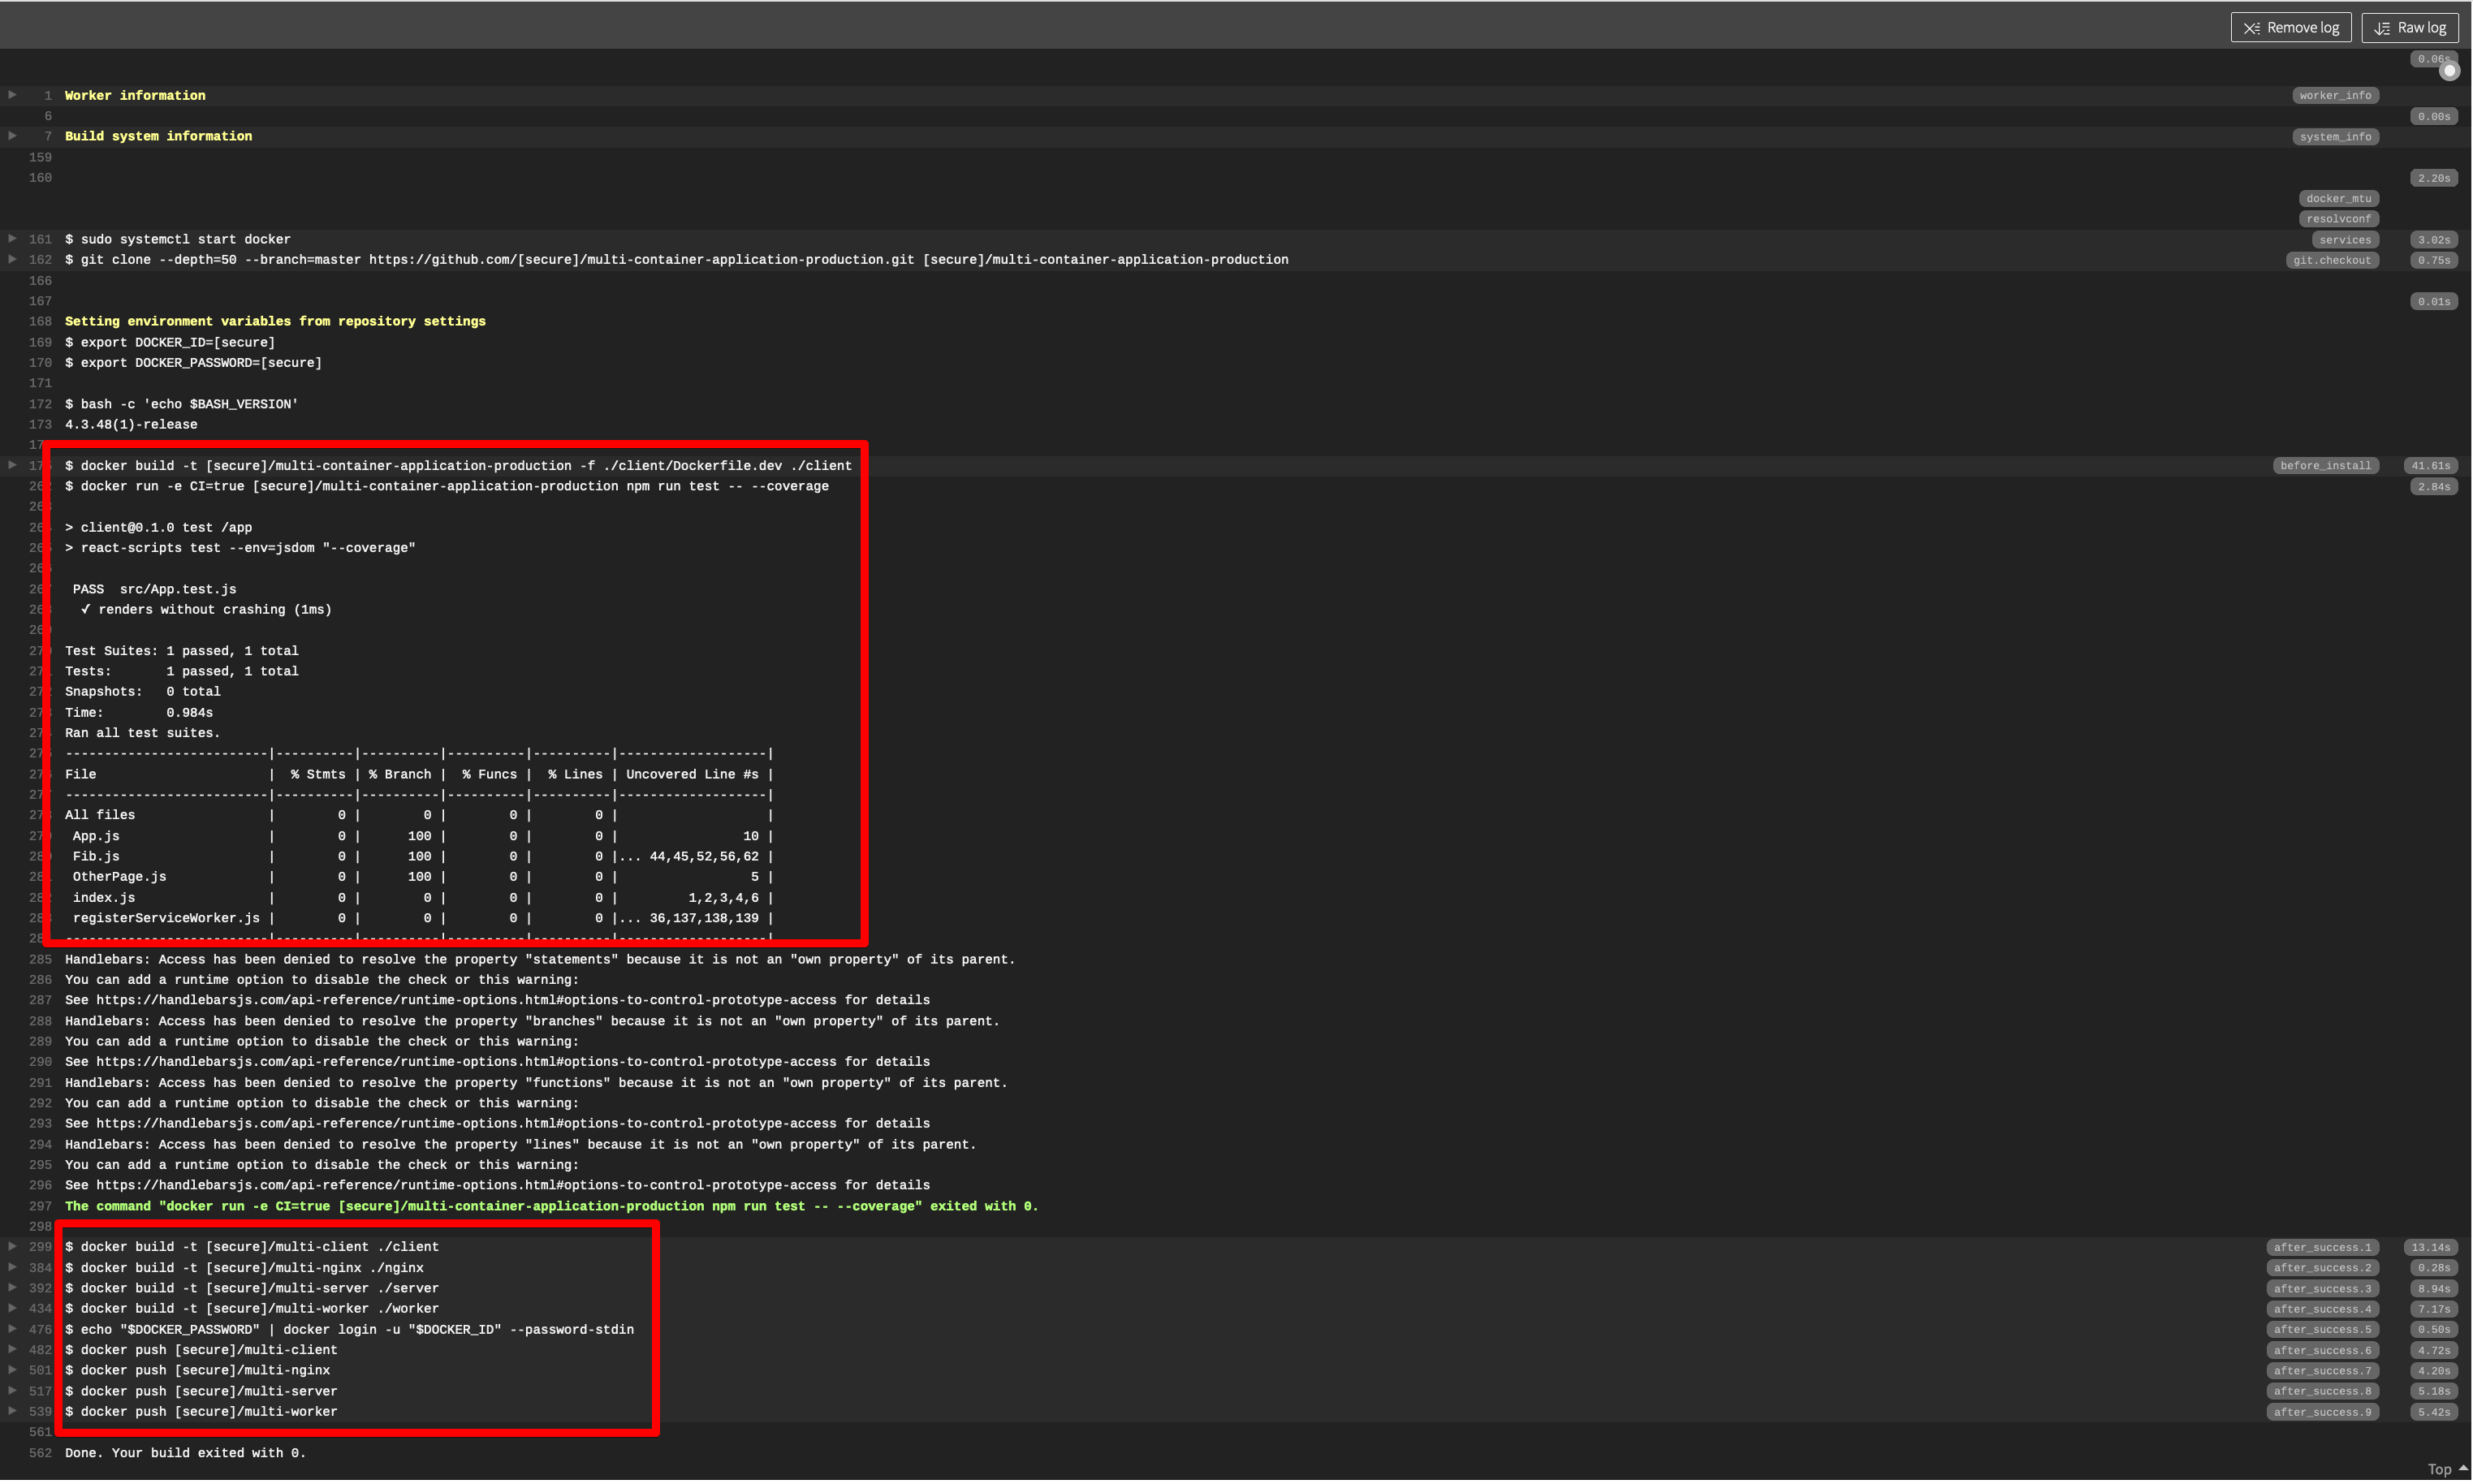 Remove log Raw log
0.06s
1 Worker information worker_info
6 0.00s
7 Build system information system_info
159
160 2.20s
docker_mtu
resolvconf
161 $ sudo systemctl start docker services 3.02s
162 $ git clone --depth=50 --branch=master https://github.com/[secure]/multi-container-application-production.git [secure]/multi-container-application-production git.checkout 0.75s
166
167 0.01s
168 Setting environment variables from repository settings
169 $ export DOCKER_ID=[secure]
170 $ export DOCKER_PASSWORD=[secure]
171
172 $ bash -c 'echo $BASH_VERSION'
173 4.3.48(1)-release
$ docker build -t [secure]/multi-container-application-production -f ./client/Dockerfile.dev ./client before_install 41.61s
$ docker run -e CI=true [secure]/multi-container-application-production npm run test -- --coverage 2.84s
> client@0.1.0 test /app
> react-scripts test --env=jsdom "--coverage"
PASS src/App.test.js
✓ renders without crashing (1ms)
Test Suites: 1 passed, 1 total
Tests: 1 passed, 1 total
Snapshots: 0 total
Time: 0.984s
Ran all test suites.
--------------------------|----------|----------|----------|----------|-------------------|
File | % Stmts | % Branch | % Funcs | % Lines | Uncovered Line #s |
--------------------------|----------|----------|----------|----------|-------------------|
All files | 0 | 0 | 0 | 0 | |
App.js | 0 | 100 | 0 | 0 | 10 |
Fib.js | 0 | 100 | 0 | 0 |... 44,45,52,56,62 |
OtherPage.js | 0 | 100 | 0 | 0 | 5 |
index.js | 0 | 0 | 0 | 0 | 1,2,3,4,6 |
registerServiceWorker.js | 0 | 0 | 0 | 0 |... 36,137,138,139 |
--------------------------|----------|----------|----------|----------|-------------------|
285 Handlebars: Access has been denied to resolve the property "statements" because it is not an "own property" of its parent.
286 You can add a runtime option to disable the check or this warning:
287 See https://handlebarsjs.com/api-reference/runtime-options.html#options-to-control-prototype-access for details
288 Handlebars: Access has been denied to resolve the property "branches" because it is not an "own property" of its parent.
289 You can add a runtime option to disable the check or this warning:
290 See https://handlebarsjs.com/api-reference/runtime-options.html#options-to-control-prototype-access for details
291 Handlebars: Access has been denied to resolve the property "functions" because it is not an "own property" of its parent.
292 You can add a runtime option to disable the check or this warning:
293 See https://handlebarsjs.com/api-reference/runtime-options.html#options-to-control-prototype-access for details
294 Handlebars: Access has been denied to resolve the property "lines" because it is not an "own property" of its parent.
295 You can add a runtime option to disable the check or this warning:
296 See https://handlebarsjs.com/api-reference/runtime-options.html#options-to-control-prototype-access for details
297 The command "docker run -e CI=true [secure]/multi-container-application-production npm run test -- --coverage" exited with 0.
298
299 $ docker build -t [secure]/multi-client ./client after_success.1 13.14s
384 $ docker build -t [secure]/multi-nginx ./nginx after_success.2 0.28s
392 $ docker build -t [secure]/multi-server ./server after_success.3 8.94s
434 $ docker build -t [secure]/multi-worker ./worker after_success.4 7.17s
476 $ echo "$DOCKER_PASSWORD" | docker login -u "$DOCKER_ID" --password-stdin after_success.5 0.50s
482 $ docker push [secure]/multi-client after_success.6 4.72s
501 $ docker push [secure]/multi-nginx after_success.7 4.20s
517 $ docker push [secure]/multi-server after_success.8 5.18s
539 $ docker push [secure]/multi-worker after_success.9 5.42s
561
562 Done. Your build exited with 0.
Top